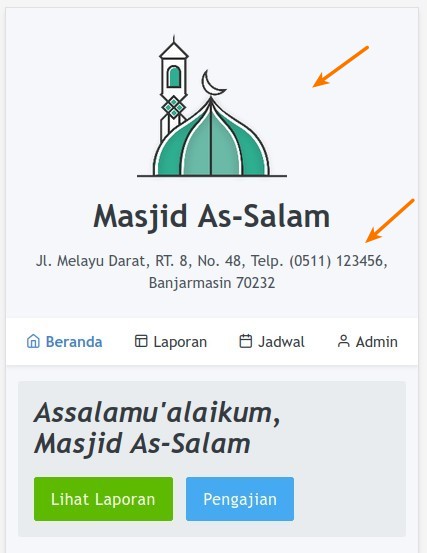 Masjid As-Salam
Jl. Melayu Darat, RT. 8, No. 48, Telp. (0511) 123456,
Banjarmasin 70232
Beranda Laporan Jadwal Admin
Assalamu'alaikum,
Masjid As-Salam
Lihat Laporan Pengajian